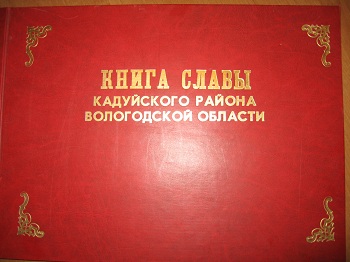 КНИГА СЛАВЫ
КАДУЙСКОГО РАЙОНА
ВОЛОГОДСКОЙ ОБЛАСТИ